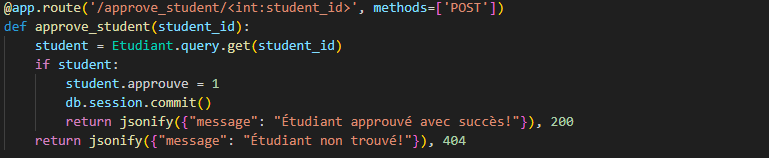 @app.route('/approve_student/<int:student_id>', methods=['POST'])
def approve_student(student_id):
    student = Etudiant.query.get(student_id)
    if student:
        student.approuve = 1
        db.session.commit()
        return jsonify({"message": "Étudiant approuvé avec succès!"}), 200
    return jsonify({"message": "Étudiant non trouvé!"}), 404